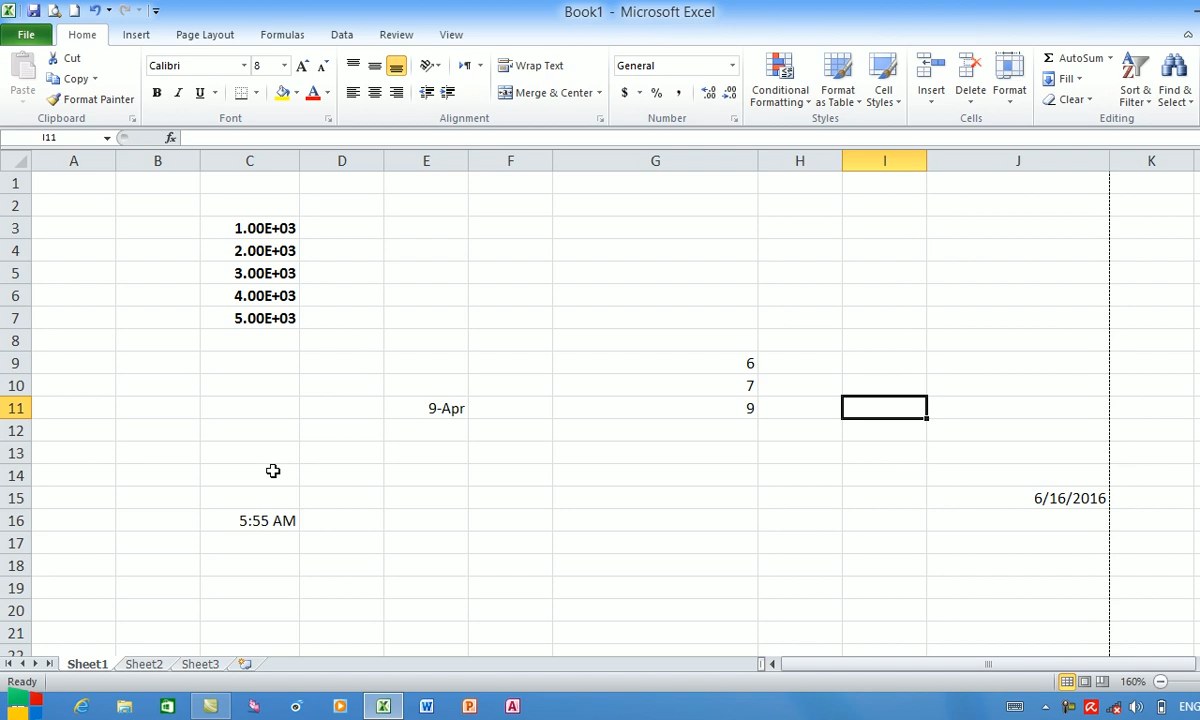 Book1 - Microsoft Excel
File Home Insert Page Layout Formulas Data Review View
Paste
Cut
Copy
Format Painter
Clipboard
Calibri 8
A A
B I U A
Font
Wrap Text
Merge & Center
Alignment
General
$ % , .00 .00
Number
Conditional Formatting
Format as Table
Cell Styles
Styles
Insert
Delete
Format
Cells
Σ AutoSum
Fill
Clear
Sort & Filter
Find & Select
Editing
I11 fx
A B C D E F G H I J K
1
2
3 1.00E+03
4 2.00E+03
5 3.00E+03
6 4.00E+03
7 5.00E+03
8
9 6
10 7
11 9-Apr 9
12
13
14
15 6/16/2016
16 5:55 AM
17
18
19
20
21
22
Sheet1 Sheet2 Sheet3
Ready 160%
ENG